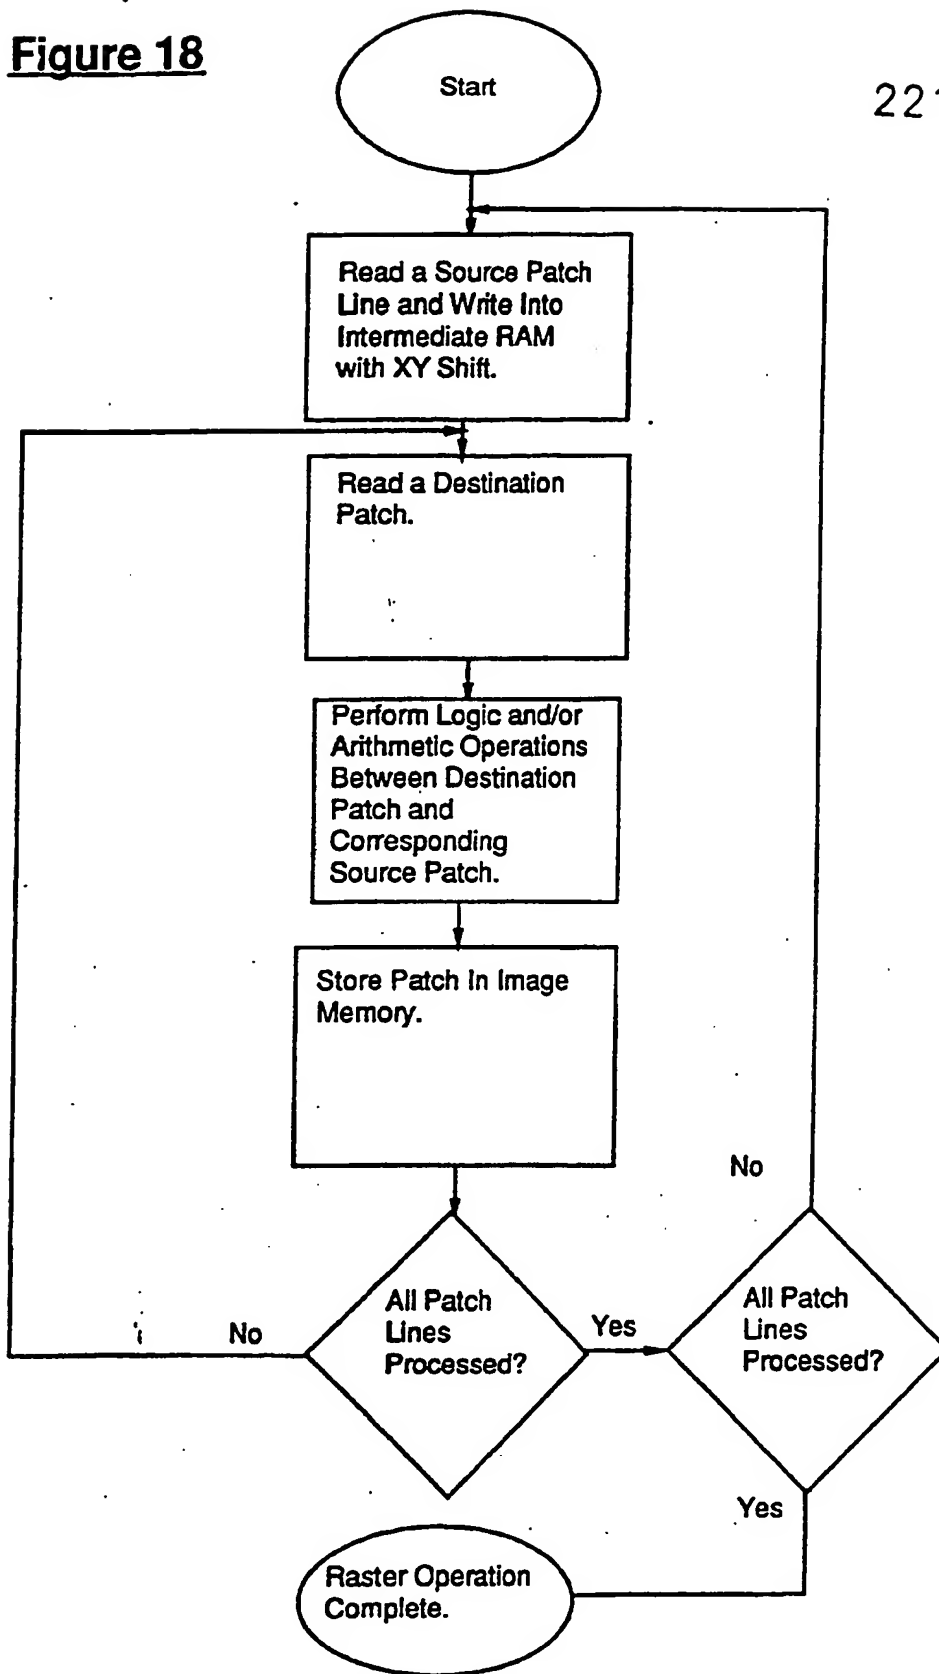 Figure 18
Start
221
Read a Source Patch
Line and Write Into
Intermediate RAM
with XY Shift.
Read a Destination
Patch.
Perform Logic and/or
Arithmetic Operations
Between Destination
Patch and
Corresponding
Source Patch.
Store Patch in Image
Memory.
No
All Patch
Lines
Processed?
Yes
No
All Patch
Lines
Processed?
Yes
Raster Operation
Complete.